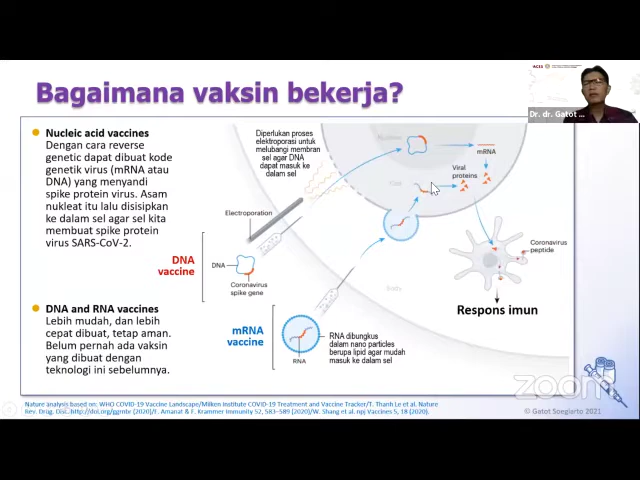 Bagaimana vaksin bekerja?
Dr. dr. Gatot ...
Nucleic acid vaccines
Dengan cara reverse
genetic dapat dibuat kode
genetik virus (mRNA atau
DNA) yang menyandi
spike protein virus. Asam
nukleat itu lalu disisipkan
ke dalam sel agar sel kita
membuat spike protein
virus SARS-CoV-2.
DNA and RNA vaccines
Lebih mudah, dan lebih
cepat dibuat, tetap aman.
Belum pernah ada vaksin
yang dibuat dengan
teknologi ini sebelumnya.
Diperlukan proses
elektroporasi untuk
melubangi membran
sel agar DNA
dapat masuk ke
dalam sel
Electroporation
DNA
vaccine
DNA
Coronavirus
spike gene
mRNA
vaccine
RNA
RNA dibungkus
dalam nano particles
berupa lipid agar mudah
masuk ke dalam sel
Nucleus
mRNA
Viral
proteins
Cell
Coronavirus
peptide
Respons imun
zoom
Nature analysis based on: WHO COVID-19 Vaccine Landscape/Milken Institute COVID-19 Treatment and Vaccine Tracker/T. Thanh Le et al. Nature
Rev. Drug. Disc. http://doi.org/ggrnbr (2020)/F. Amanat & F. Krammer Immunity 52, 583–589 (2020)/W. Shang et al. npj Vaccines 5, 18 (2020).
© Gatot Soegiarto 2021